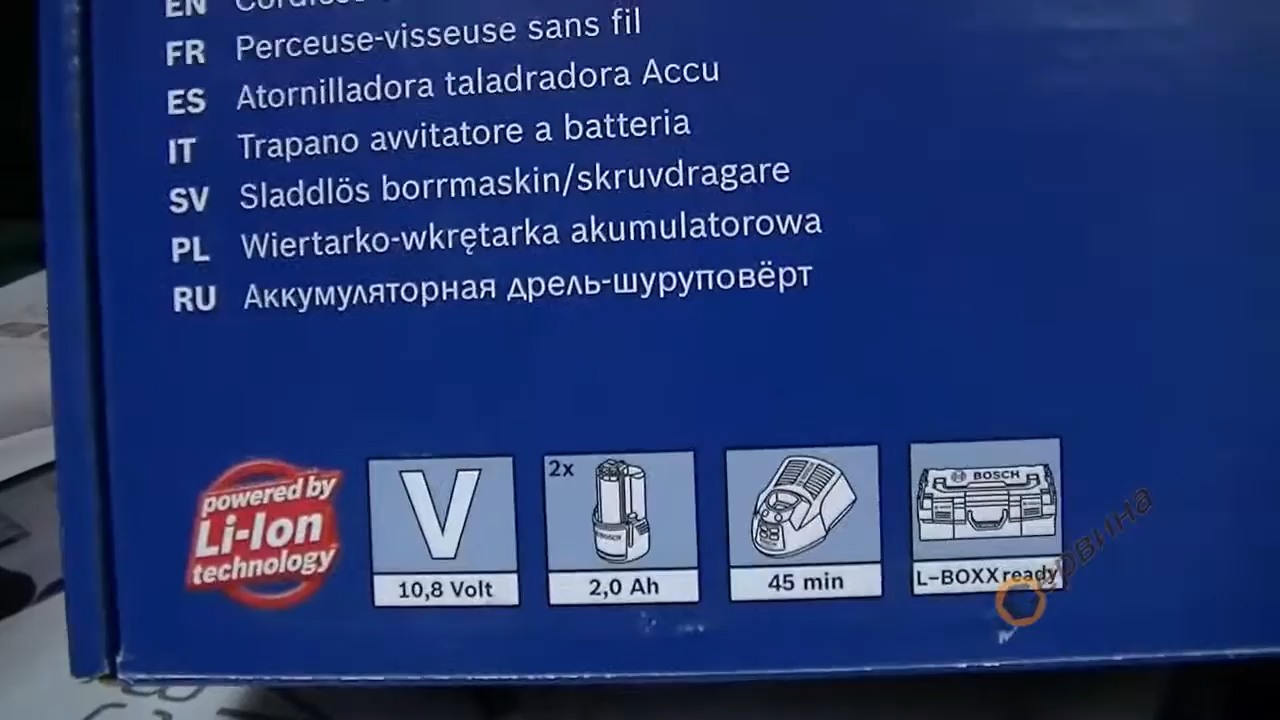 EN Cordless
FR Perceuse-visseuse sans fil
ES Atornilladora taladradora Accu
IT Trapano avvitatore a batteria
SV Sladdlös borrmaskin/skruvdragare
PL Wiertarko-wkrętarka akumulatorowa
RU Аккумуляторная дрель-шуруповёрт
powered by
Li-Ion
technology
V
10,8 Volt
2x
BOSCH
2,0 Ah
45 min
BOSCH
L-BOXX ready